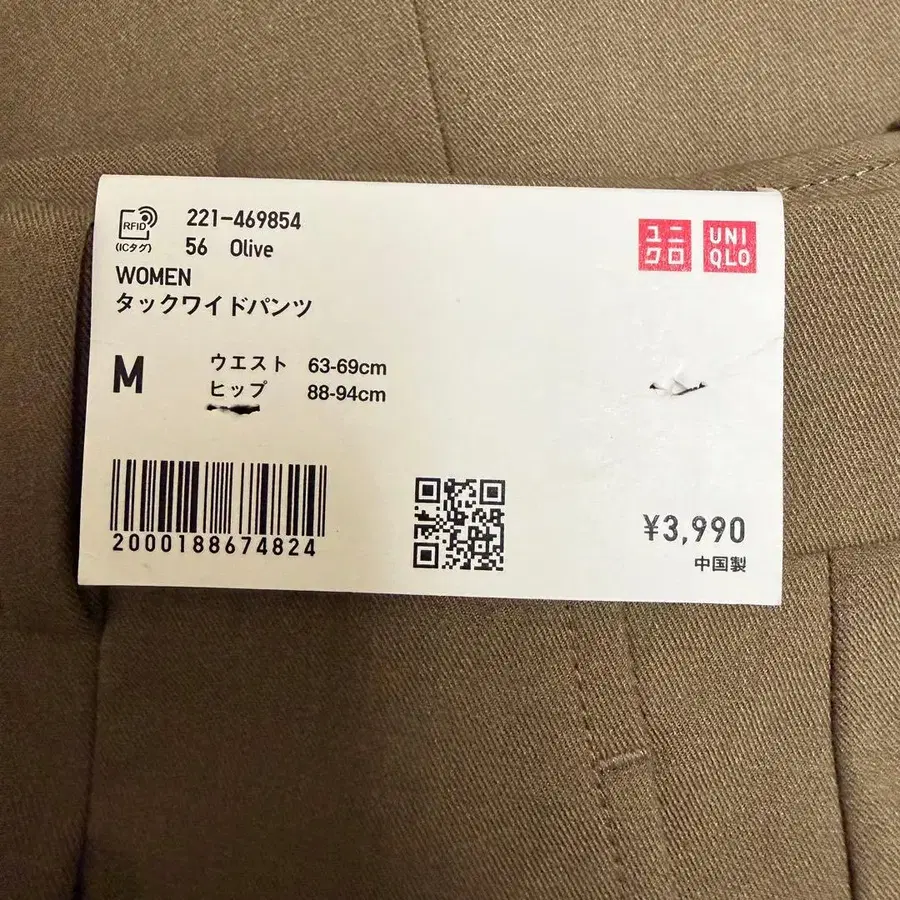 RFID
(ICタグ)
221-469854
56 Olive
WOMEN
タックワイドパンツ
ユニ
クロ
UNI
QLO
M
ウエスト 63-69cm
ヒップ 88-94cm
2000188674824
¥3,990
中国製